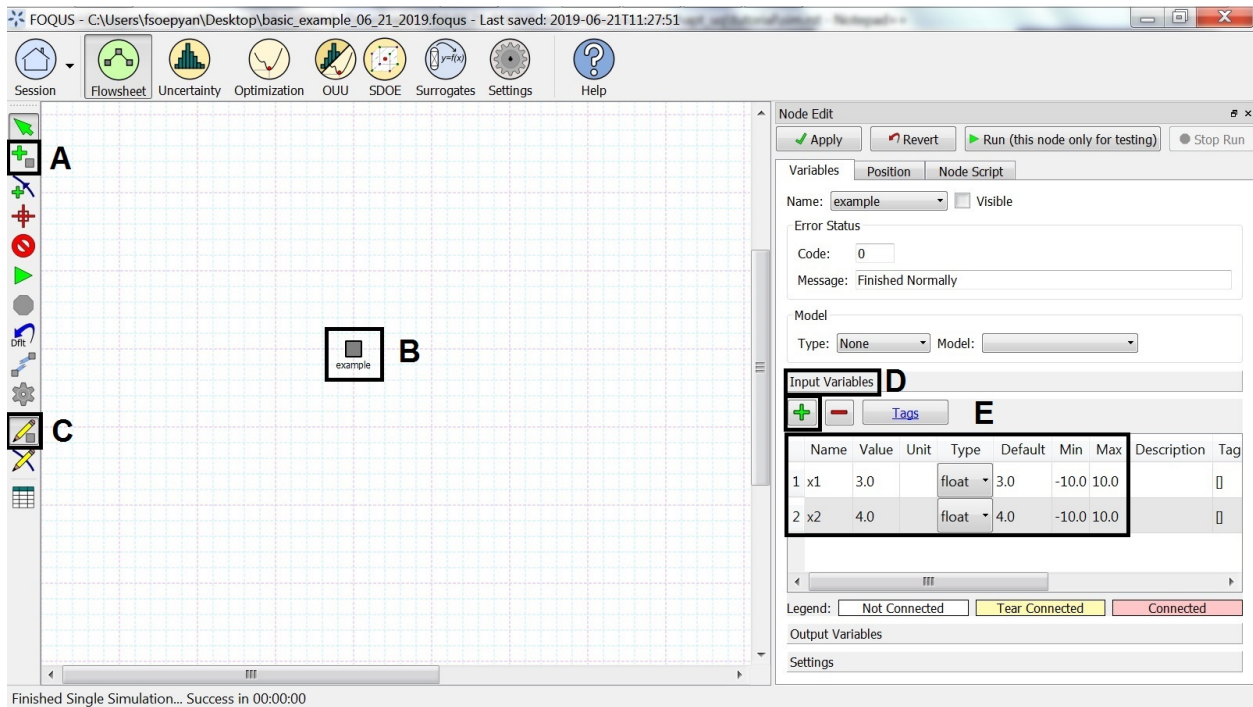 FOQUS - C:\Users\fsoepyan\Desktop\basic_example_06_21_2019.foqus - Last saved: 2019-06-21T11:27:51
Session Flowsheet Uncertainty Optimization OUU SDOE Surrogates Settings Help
y=f(x)
A
Dflt
C
example
B
Node Edit
Apply Revert Run (this node only for testing) Stop Run
Variables Position Node Script
Name: example Visible
Error Status
Code: 0
Message: Finished Normally
Model
Type: None Model:
Input Variables D
Tags E
Name Value Unit Type Default Min Max Description Tag
1 x1 3.0 float 3.0 -10.0 10.0 []
2 x2 4.0 float 4.0 -10.0 10.0 []
Legend: Not Connected Tear Connected Connected
Output Variables
Settings
Finished Single Simulation... Success in 00:00:00